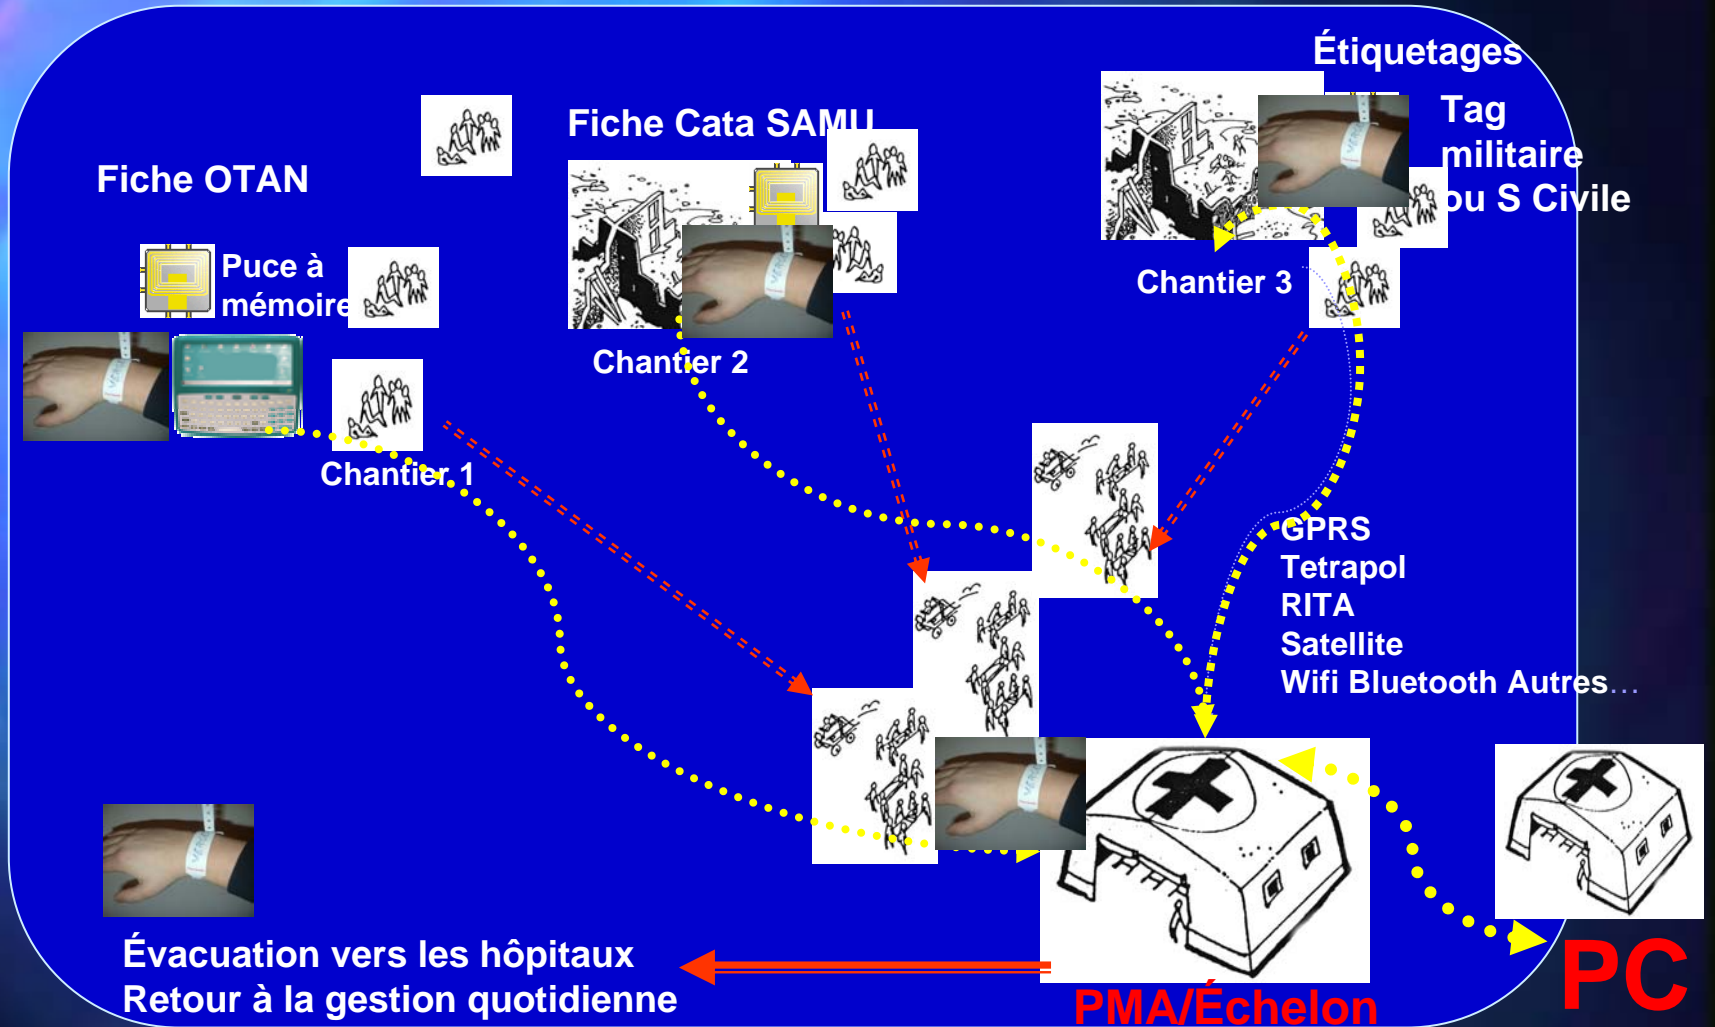 Étiquetages
Fiche Cata SAMU
Tag
militaire
ou S Civile
Fiche OTAN
Puce à
mémoire
Chantier 3
Chantier 2
Chantier 1
GPRS
Tetrapol
RITA
Satellite
Wifi Bluetooth Autres…
Évacuation vers les hôpitaux
Retour à la gestion quotidienne
PMA/Échelon
PC